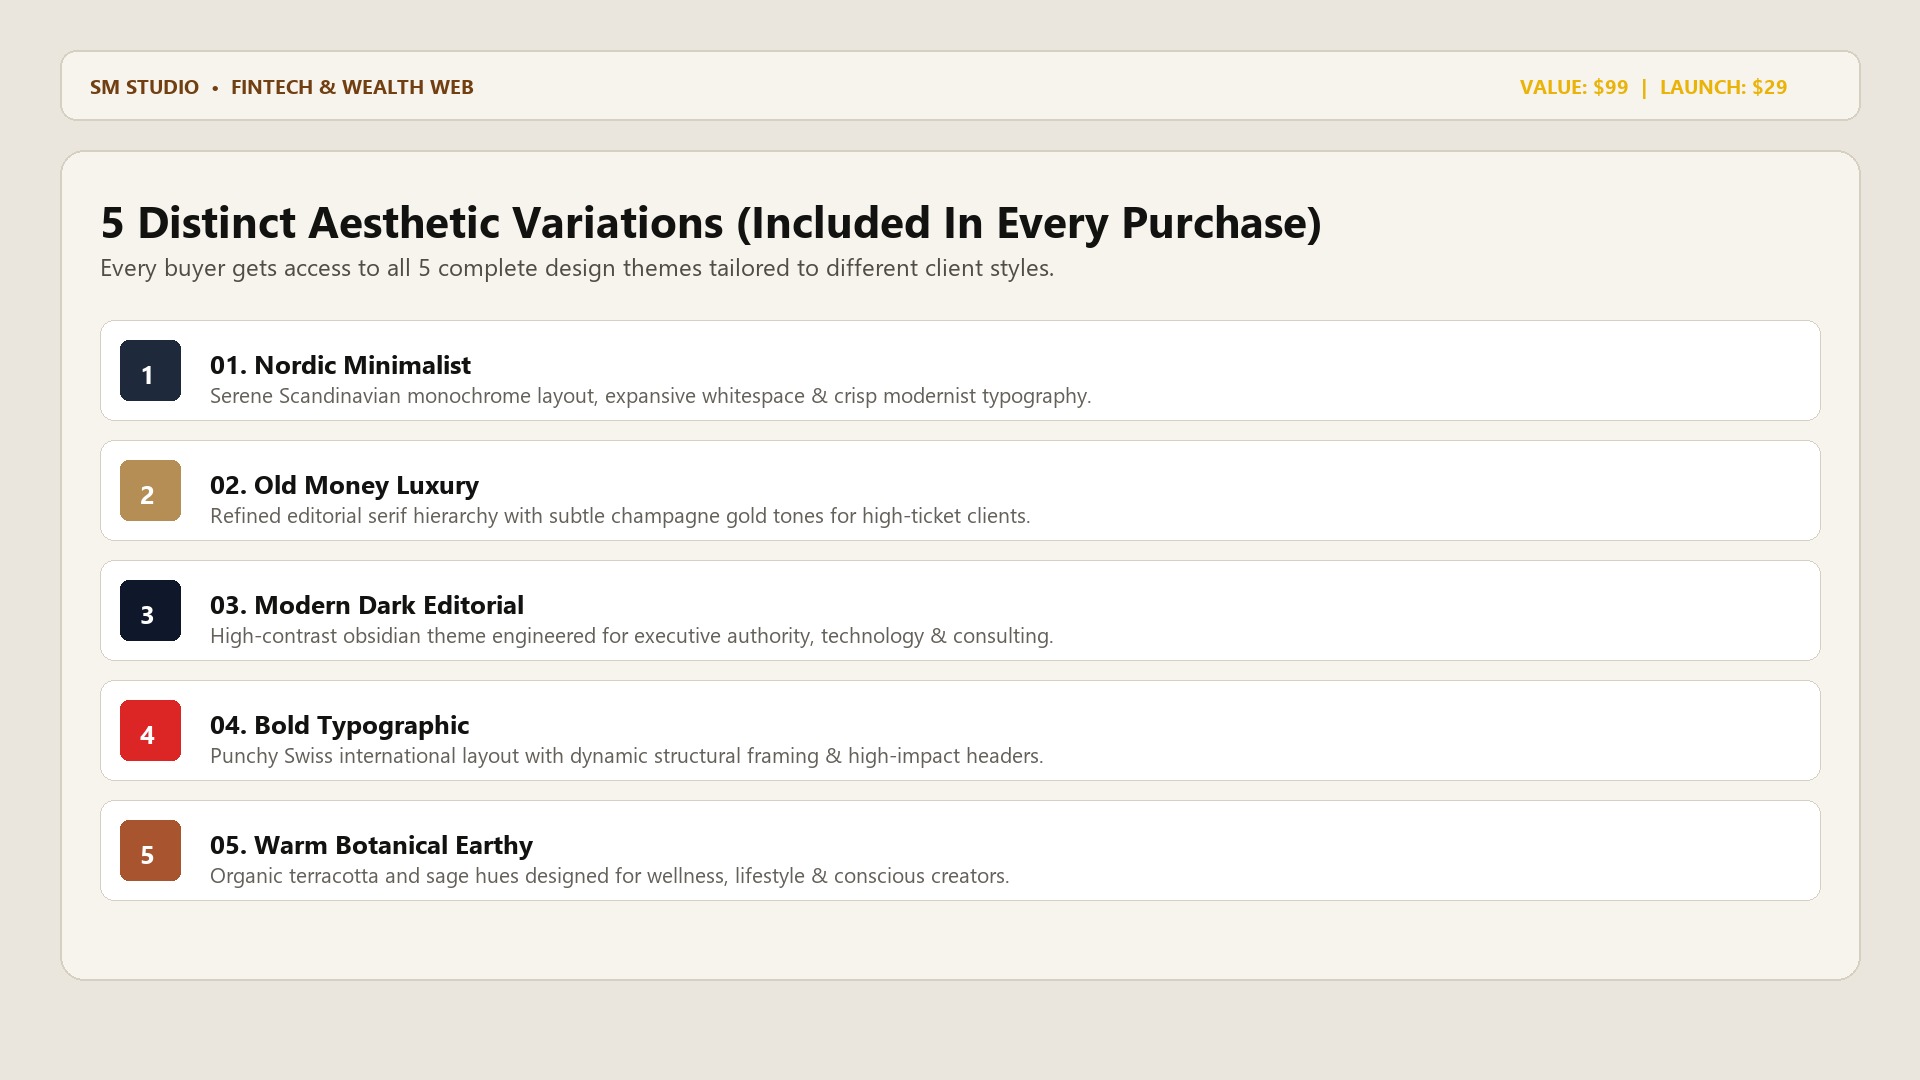 SM STUDIO • FINTECH & WEALTH WEB
VALUE: $99 | LAUNCH: $29
5 Distinct Aesthetic Variations (Included In Every Purchase)
Every buyer gets access to all 5 complete design themes tailored to different client styles.
1
01. Nordic Minimalist
Serene Scandinavian monochrome layout, expansive whitespace & crisp modernist typography.
2
02. Old Money Luxury
Refined editorial serif hierarchy with subtle champagne gold tones for high-ticket clients.
3
03. Modern Dark Editorial
High-contrast obsidian theme engineered for executive authority, technology & consulting.
4
04. Bold Typographic
Punchy Swiss international layout with dynamic structural framing & high-impact headers.
5
05. Warm Botanical Earthy
Organic terracotta and sage hues designed for wellness, lifestyle & conscious creators.